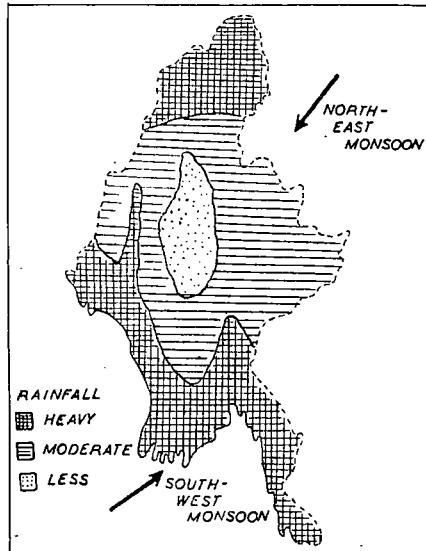 NORTH-
EAST
MONSOON
RAINFALL
HEAVY
MODERATE
LESS
SOUTH-
WEST
MONSOON